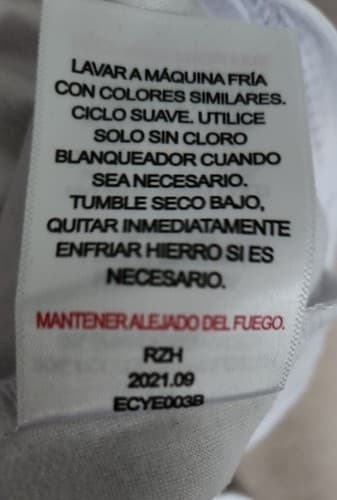 LAVAR A MÁQUINA FRÍA
CON COLORES SIMILARES.
CICLO SUAVE. UTILICE
SOLO SIN CLORO
BLANQUEADOR CUANDO
SEA NECESARIO.
TUMBLE SECO BAJO,
QUITAR INMEDIATAMENTE
ENFRIAR HIERRO SI ES
NECESARIO.
MANTENER ALEJADO DEL FUEGO.
RZH
2021.09
ECYE003B